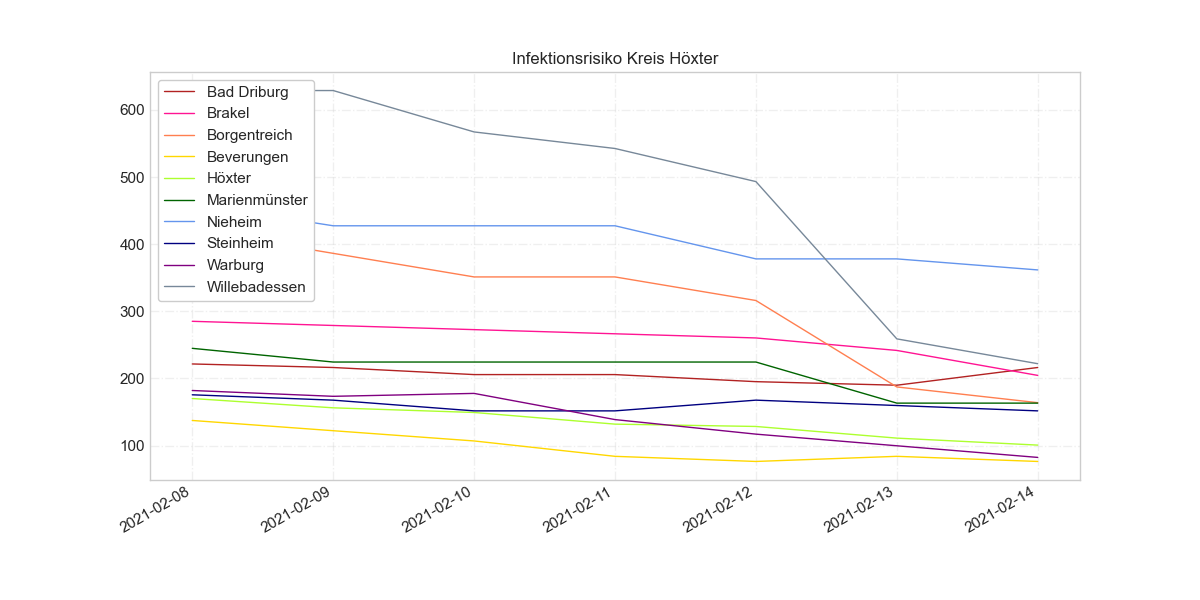 Infektionsrisiko Kreis Höxter
600
500
400
300
200
100
Bad Driburg
Brakel
Borgentreich
Beverungen
Höxter
Marienmünster
Nieheim
Steinheim
Warburg
Willebadessen
2021-02-08
2021-02-09
2021-02-10
2021-02-11
2021-02-12
2021-02-13
2021-02-14